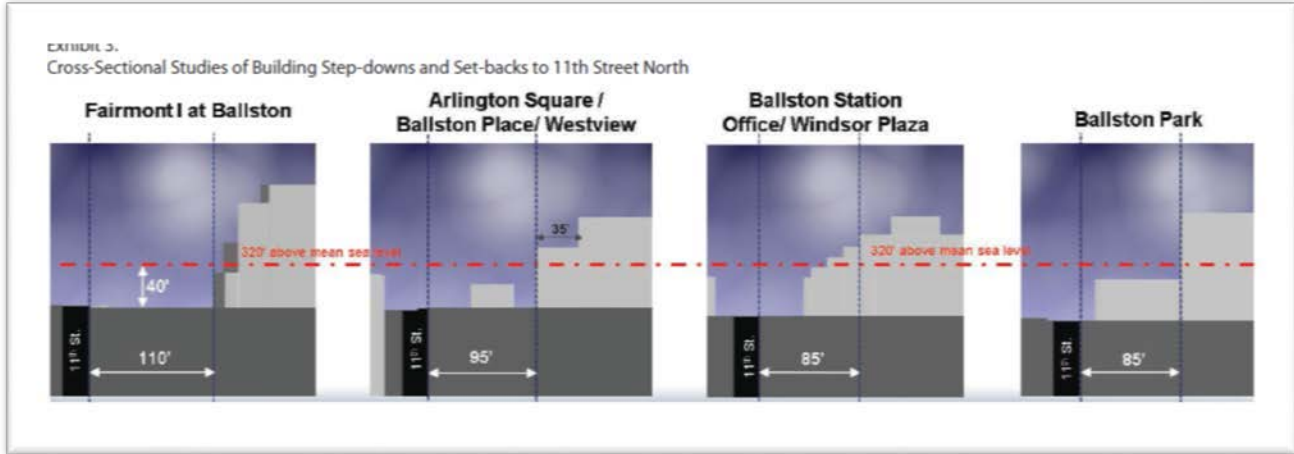 EXHIBIT 3.
Cross-Sectional Studies of Building Step-downs and Set-backs to 11th Street North
Fairmont I at Ballston
Arlington Square /
Ballston Place/ Westview
Ballston Station
Office/ Windsor Plaza
Ballston Park
35'
320' above mean sea level
320' above mean sea level
40'
11th St.
110'
11th St.
95'
11th St.
85'
11th St.
85'